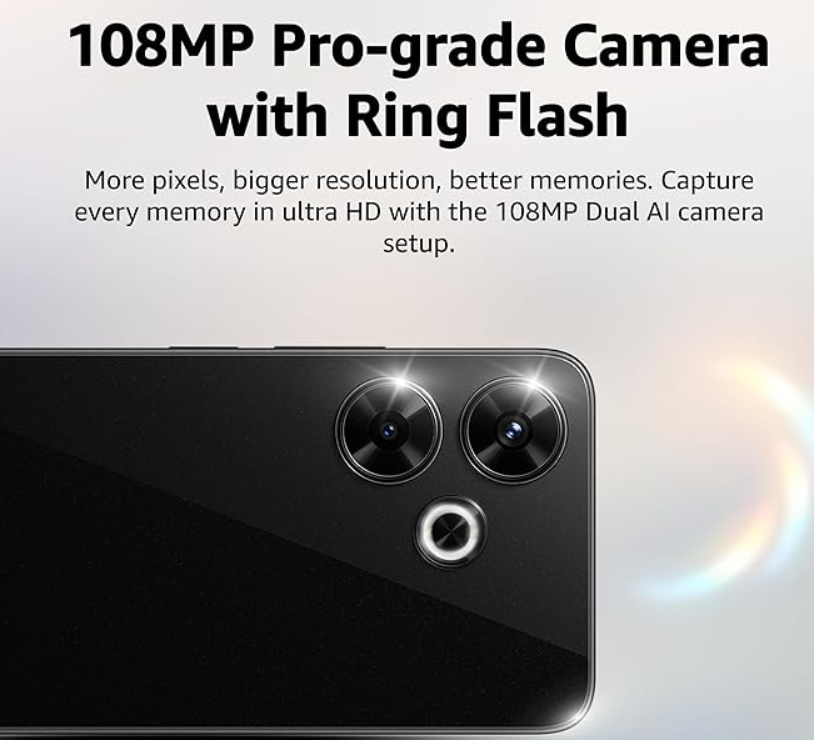 108MP Pro-grade Camera
with Ring Flash
More pixels, bigger resolution, better memories. Capture
every memory in ultra HD with the 108MP Dual AI camera
setup.